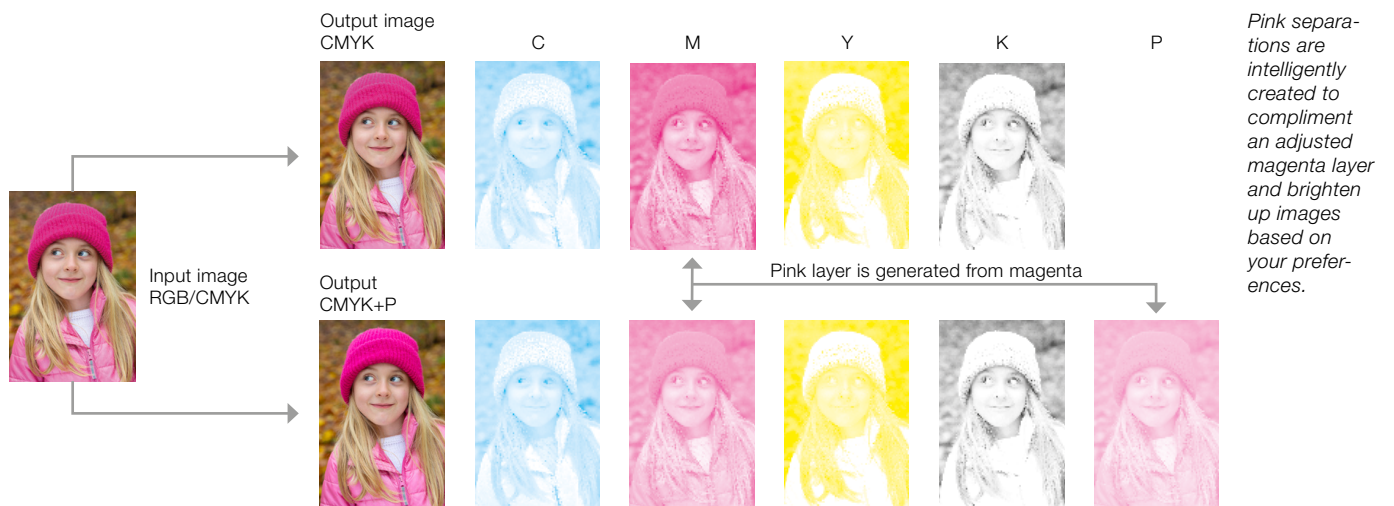 Output image
CMYK
C
M
Y
K
P
Pink separa-
tions are
intelligently
created to
compliment
an adjusted
magenta layer
and brighten
up images
based on
your prefer-
ences.
Input image
RGB/CMYK
Pink layer is generated from magenta
Output
CMYK+P